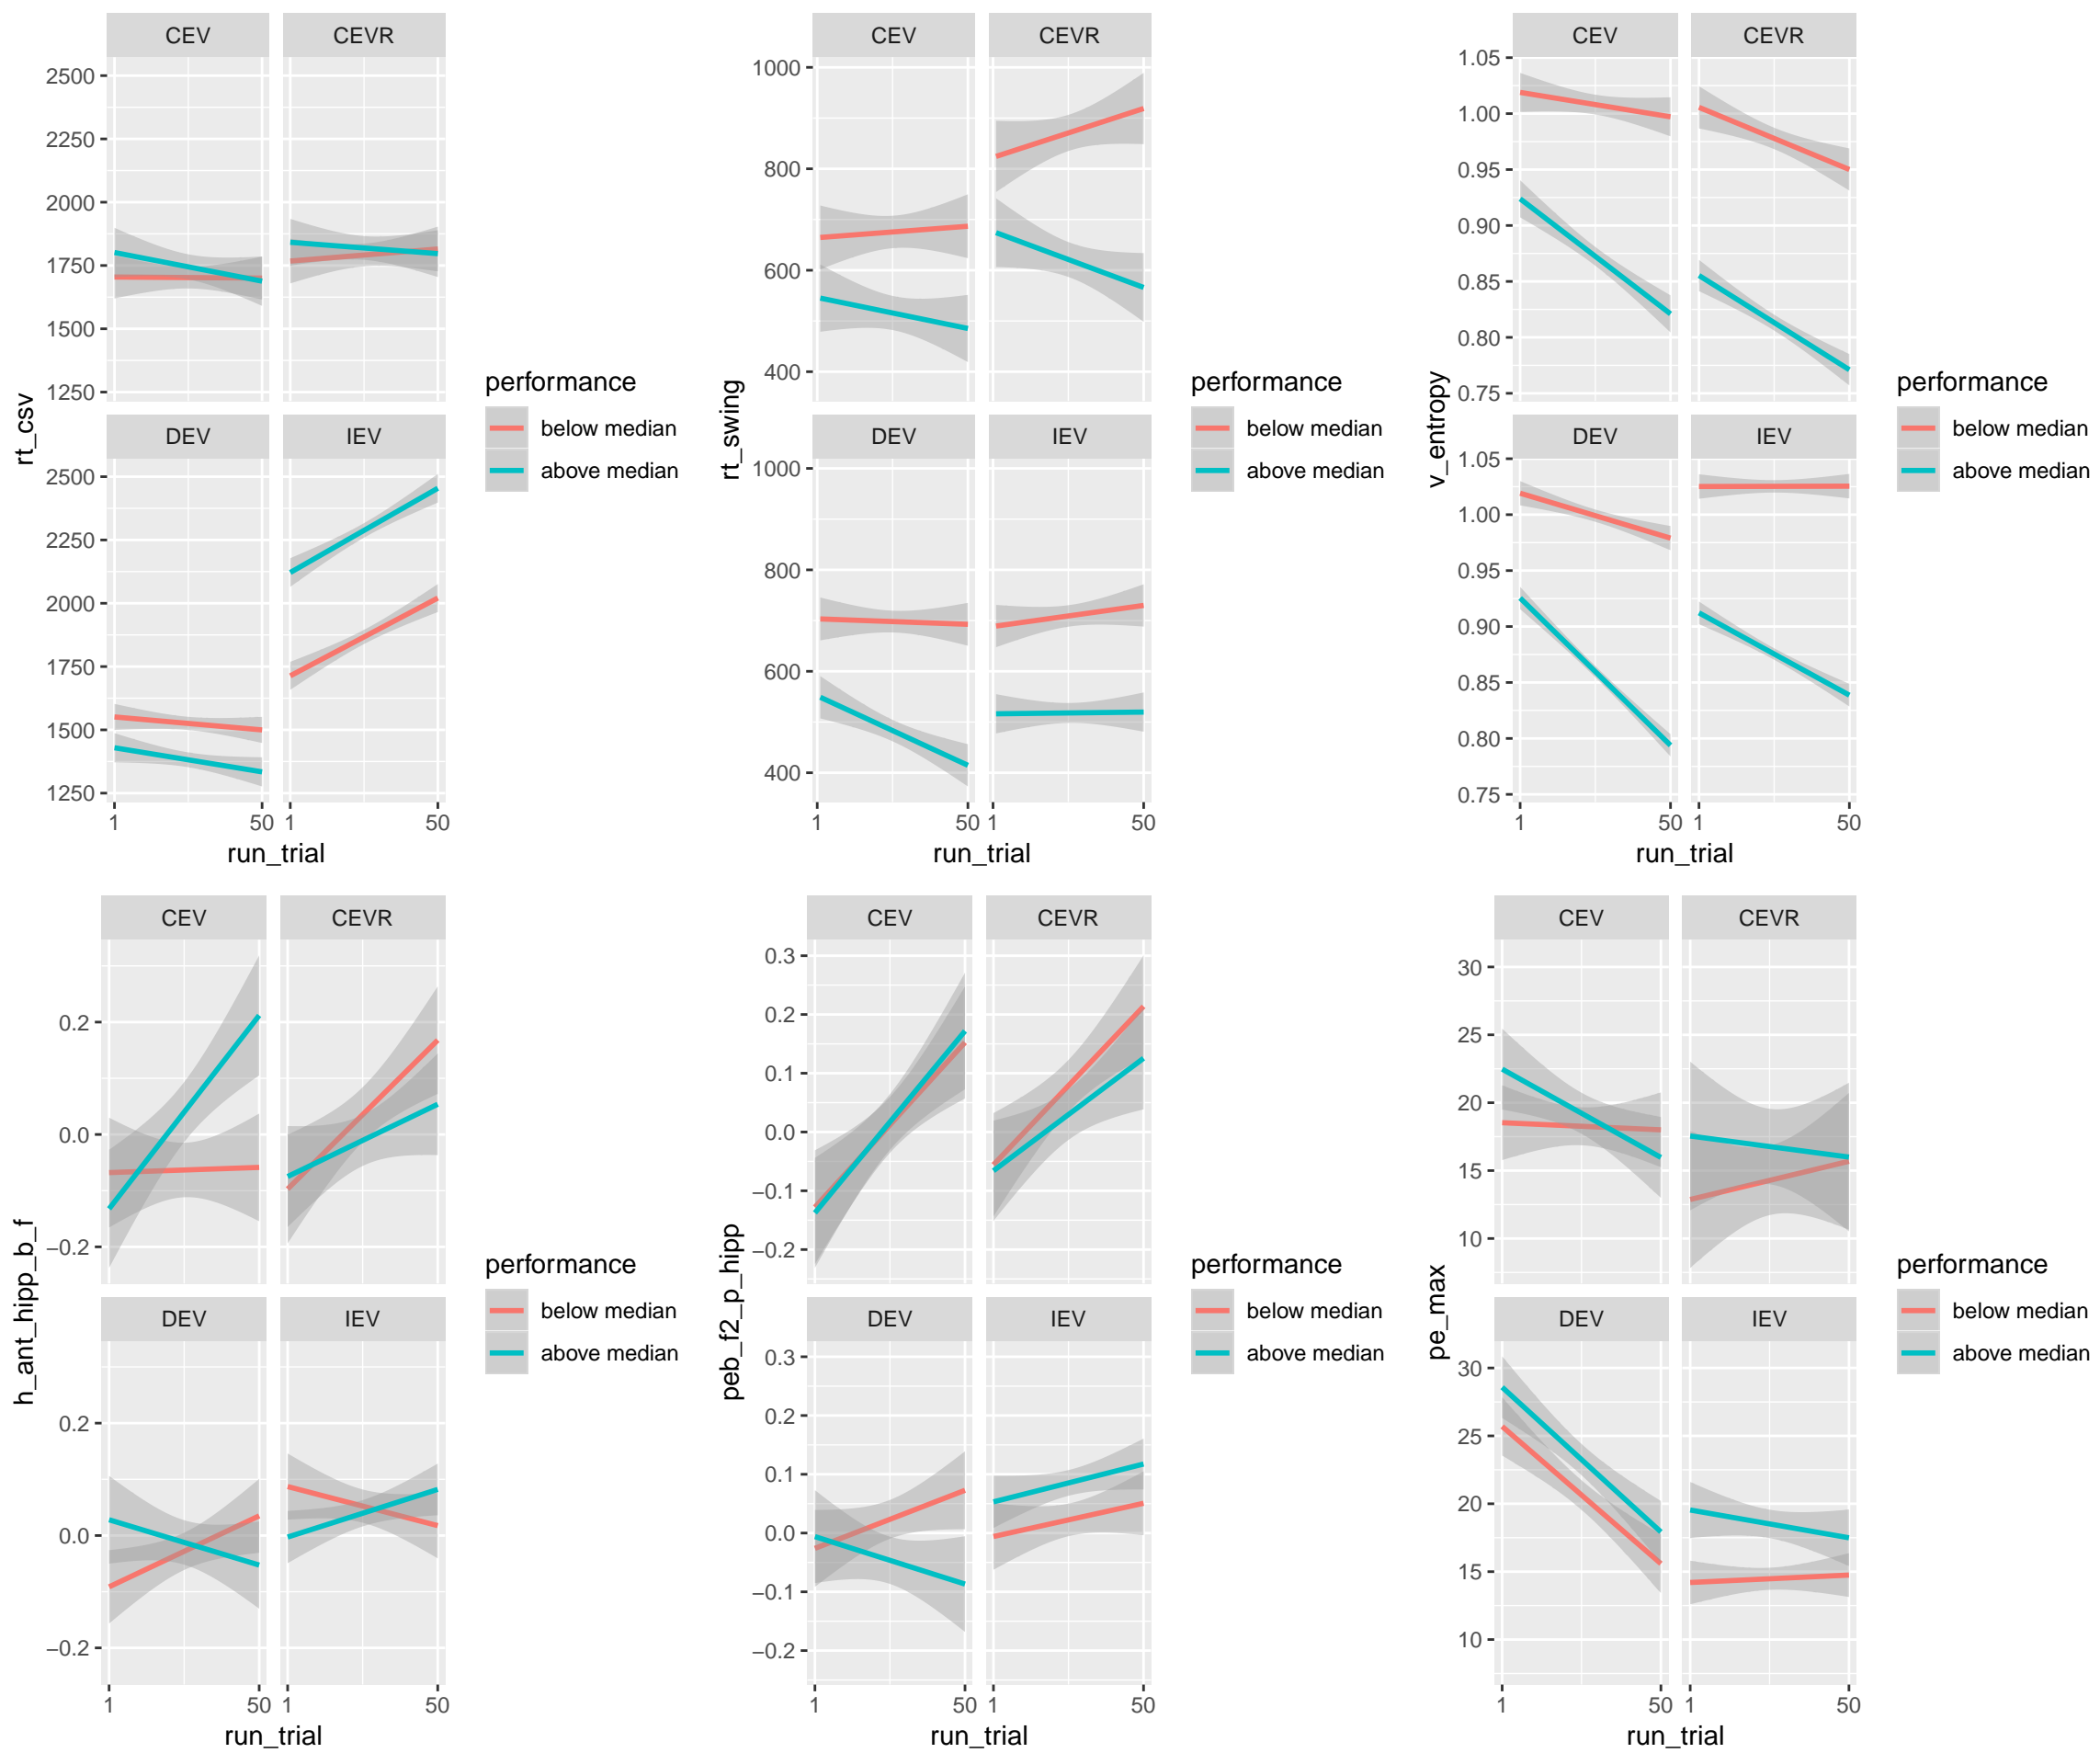 CEV CEVR
2500
2250
2000
1750
1500
1250
DEV IEV
2500
2250
2000
1750
1500
1250
1 50 1 50
run_trial
rt_csv
performance
below median
above median
CEV CEVR
1000
800
600
400
DEV IEV
1000
800
600
400
1 50 1 50
run_trial
rt_swing
performance
below median
above median
CEV CEVR
1.05
1.00
0.95
0.90
0.85
0.80
0.75
DEV IEV
1.05
1.00
0.95
0.90
0.85
0.80
0.75
1 50 1 50
run_trial
v_entropy
performance
below median
above median
CEV CEVR
0.2
0.0
−0.2
DEV IEV
0.2
0.0
−0.2
1 50 1 50
run_trial
h_ant_hipp_b_f
performance
below median
above median
CEV CEVR
0.3
0.2
0.1
0.0
−0.1
−0.2
DEV IEV
0.3
0.2
0.1
0.0
−0.1
−0.2
1 50 1 50
run_trial
peb_f2_p_hipp
performance
below median
above median
CEV CEVR
30
25
20
15
10
DEV IEV
30
25
20
15
10
1 50 1 50
run_trial
pe_max
performance
below median
above median